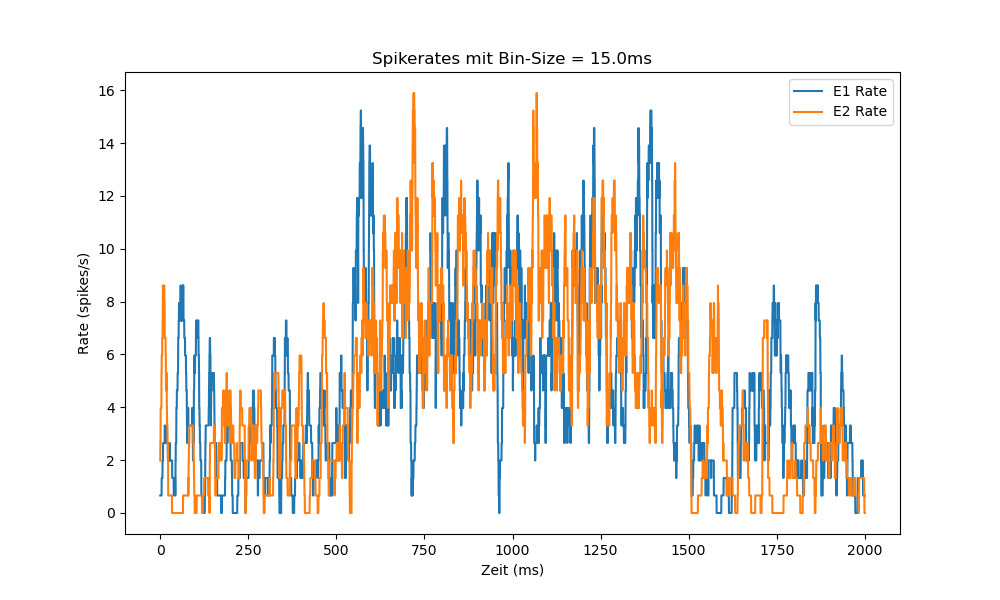 Spikerates mit Bin-Size = 15.0ms
E1 Rate
E2 Rate
Rate (spikes/s)
16
14
12
10
8
6
4
2
0
0 250 500 750 1000 1250 1500 1750 2000
Zeit (ms)